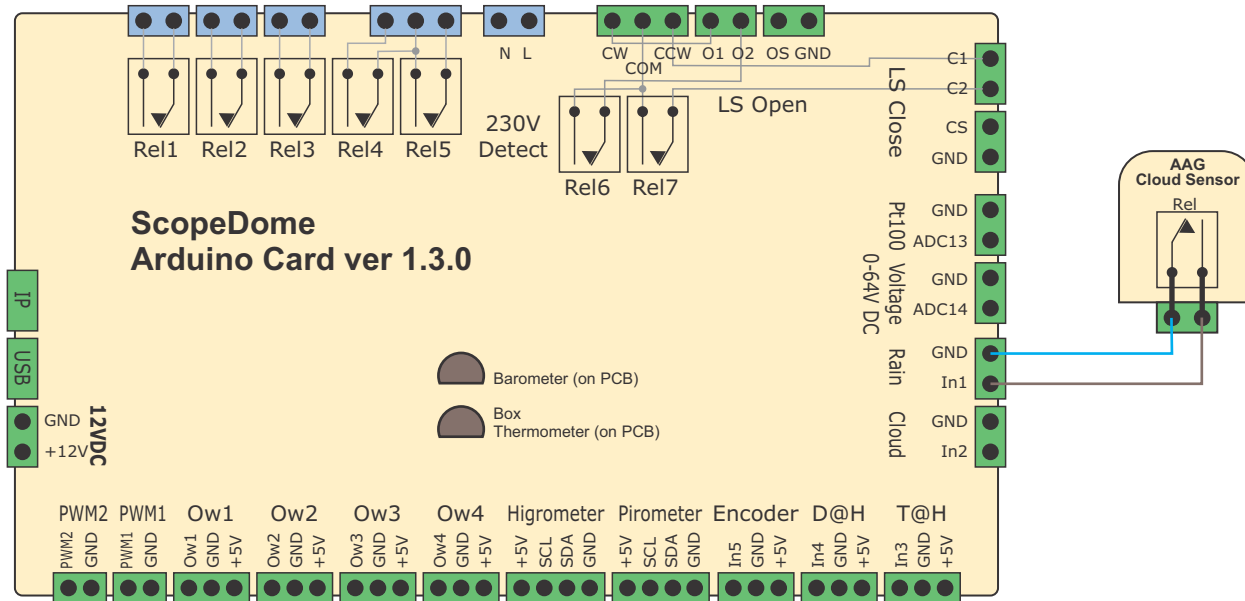 N L
CW CCW O1 O2 OS GND
COM
LS Open
230V
Detect
Rel1 Rel2 Rel3 Rel4 Rel5
Rel6 Rel7
C1
C2
LS Close
CS
GND
AAG
Cloud Sensor
Rel
ScopeDome
Arduino Card ver 1.3.0
Pt100
GND
ADC13
Voltage
0-64V DC
GND
ADC14
Rain
GND
In1
Cloud
GND
In2
IP
USB
12VDC
GND
+12V
Barometer (on PCB)
Box
Thermometer (on PCB)
PWM2 PWM1 Ow1 Ow2 Ow3 Ow4 Higrometer Pirometer Encoder D@H T@H
PWM2 GND PWM1 GND Ow1 GND +5V Ow2 GND +5V Ow3 GND +5V Ow4 GND +5V +5V SCL SDA GND +5V SCL SDA GND In5 GND +5V In4 GND +5V In3 GND +5V